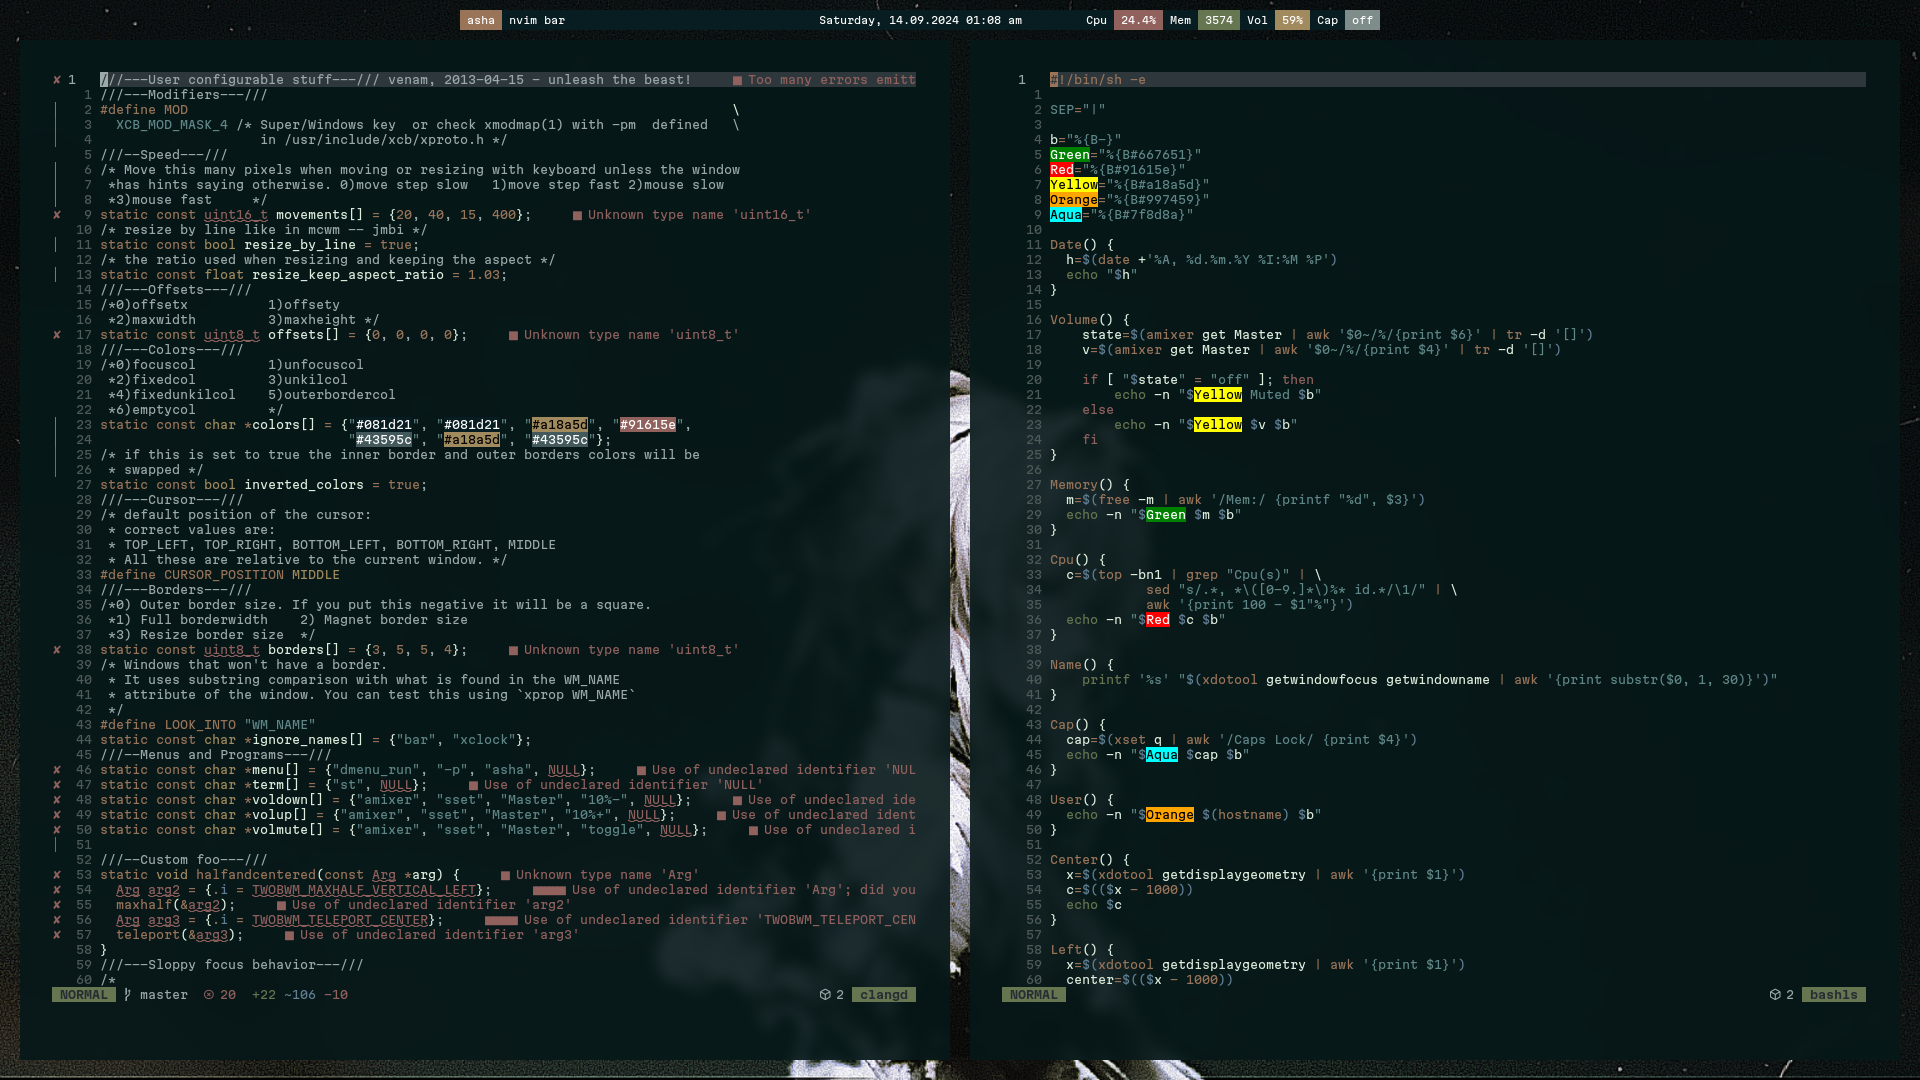 asha nvim bar Saturday, 14.09.2024 01:08 am Cpu 24.4% Mem 3574 Vol 59% Cap off
✘ 1 ///---User configurable stuff---/// venam, 2013-04-15 - unleash the beast! ■ Too many errors emitt
1 ///---Modifiers---///
2 #define MOD \
3 XCB_MOD_MASK_4 /* Super/Windows key  or check xmodmap(1) with -pm  defined \
4 in /usr/include/xcb/xproto.h */
5 ///--Speed---///
6 /* Move this many pixels when moving or resizing with keyboard unless the window
7 *has hints saying otherwise. 0)move step slow   1)move step fast 2)mouse slow
8 *3)mouse fast     */
✘ 9 static const uint16_t movements[] = {20, 40, 15, 400}; ■ Unknown type name 'uint16_t'
10 /* resize by line like in mcwm -- jmbi */
11 static const bool resize_by_line = true;
12 /* the ratio used when resizing and keeping the aspect */
13 static const float resize_keep_aspect_ratio = 1.03;
14 ///---Offsets---///
15 /*0)offsetx          1)offsety
16 *2)maxwidth         3)maxheight */
✘ 17 static const uint8_t offsets[] = {0, 0, 0, 0}; ■ Unknown type name 'uint8_t'
18 ///---Colors---///
19 /*0)focuscol         1)unfocuscol
20 *2)fixedcol         3)unkilcol
21 *4)fixedunkilcol    5)outerbordercol
22 *6)emptycol         */
23 static const char *colors[] = {"#081d21", "#081d21", "#a18a5d", "#91615e",
24 "#43595c", "#a18a5d", "#43595c"};
25 /* if this is set to true the inner border and outer borders colors will be
26 * swapped */
27 static const bool inverted_colors = true;
28 ///---Cursor---///
29 /* default position of the cursor:
30 * correct values are:
31 * TOP_LEFT, TOP_RIGHT, BOTTOM_LEFT, BOTTOM_RIGHT, MIDDLE
32 * All these are relative to the current window. */
33 #define CURSOR_POSITION MIDDLE
34 ///---Borders---///
35 /*0) Outer border size. If you put this negative it will be a square.
36 *1) Full borderwidth    2) Magnet border size
37 *3) Resize border size  */
✘ 38 static const uint8_t borders[] = {3, 5, 5, 4}; ■ Unknown type name 'uint8_t'
39 /* Windows that won't have a border.
40 * It uses substring comparison with what is found in the WM_NAME
41 * attribute of the window. You can test this using `xprop WM_NAME`
42 */
43 #define LOOK_INTO "WM_NAME"
44 static const char *ignore_names[] = {"bar", "xclock"};
45 ///--Menus and Programs---///
✘ 46 static const char *menu[] = {"dmenu_run", "-p", "asha", NULL}; ■ Use of undeclared identifier 'NUL
✘ 47 static const char *term[] = {"st", NULL}; ■ Use of undeclared identifier 'NULL'
✘ 48 static const char *voldown[] = {"amixer", "sset", "Master", "10%-", NULL}; ■ Use of undeclared ide
✘ 49 static const char *volup[] = {"amixer", "sset", "Master", "10%+", NULL}; ■ Use of undeclared ident
✘ 50 static const char *volmute[] = {"amixer", "sset", "Master", "toggle", NULL}; ■ Use of undeclared i
51
52 ///--Custom foo---///
✘ 53 static void halfandcentered(const Arg *arg) { ■ Unknown type name 'Arg'
✘ 54 Arg arg2 = {.i = TWOBWM_MAXHALF_VERTICAL_LEFT}; ■■■■ Use of undeclared identifier 'Arg'; did you
✘ 55 maxhalf(&arg2); ■ Use of undeclared identifier 'arg2'
✘ 56 Arg arg3 = {.i = TWOBWM_TELEPORT_CENTER}; ■■■■ Use of undeclared identifier 'TWOBWM_TELEPORT_CEN
✘ 57 teleport(&arg3); ■ Use of undeclared identifier 'arg3'
58 }
59 ///---Sloppy focus behavior---///
60 /*
NORMAL master 20 +22 ~106 -10 2 clangd
1 #!/bin/sh -e
1
2 SEP="|"
3
4 b="%{B-}"
5 Green="%{B#667651}"
6 Red="%{B#91615e}"
7 Yellow="%{B#a18a5d}"
8 Orange="%{B#997459}"
9 Aqua="%{B#7f8d8a}"
10
11 Date() {
12 h=$(date +'%A, %d.%m.%Y %I:%M %P')
13 echo "$h"
14 }
15
16 Volume() {
17 state=$(amixer get Master | awk '$0~/%/{print $6}' | tr -d '[]')
18 v=$(amixer get Master | awk '$0~/%/{print $4}' | tr -d '[]')
19
20 if [ "$state" = "off" ]; then
21 echo -n "$Yellow Muted $b"
22 else
23 echo -n "$Yellow $v $b"
24 fi
25 }
26
27 Memory() {
28 m=$(free -m | awk '/Mem:/ {printf "%d", $3}')
29 echo -n "$Green $m $b"
30 }
31
32 Cpu() {
33 c=$(top -bn1 | grep "Cpu(s)" | \
34 sed "s/.*, *\([0-9.]*\)%* id.*/\1/" | \
35 awk '{print 100 - $1"%"}')
36 echo -n "$Red $c $b"
37 }
38
39 Name() {
40 printf '%s' "$(xdotool getwindowfocus getwindowname | awk '{print substr($0, 1, 30)}')"
41 }
42
43 Cap() {
44 cap=$(xset q | awk '/Caps Lock/ {print $4}')
45 echo -n "$Aqua $cap $b"
46 }
47
48 User() {
49 echo -n "$Orange $(hostname) $b"
50 }
51
52 Center() {
53 x=$(xdotool getdisplaygeometry | awk '{print $1}')
54 c=$(($x - 1000))
55 echo $c
56 }
57
58 Left() {
59 x=$(xdotool getdisplaygeometry | awk '{print $1}')
60 center=$(($x - 1000))
NORMAL 2 bashls